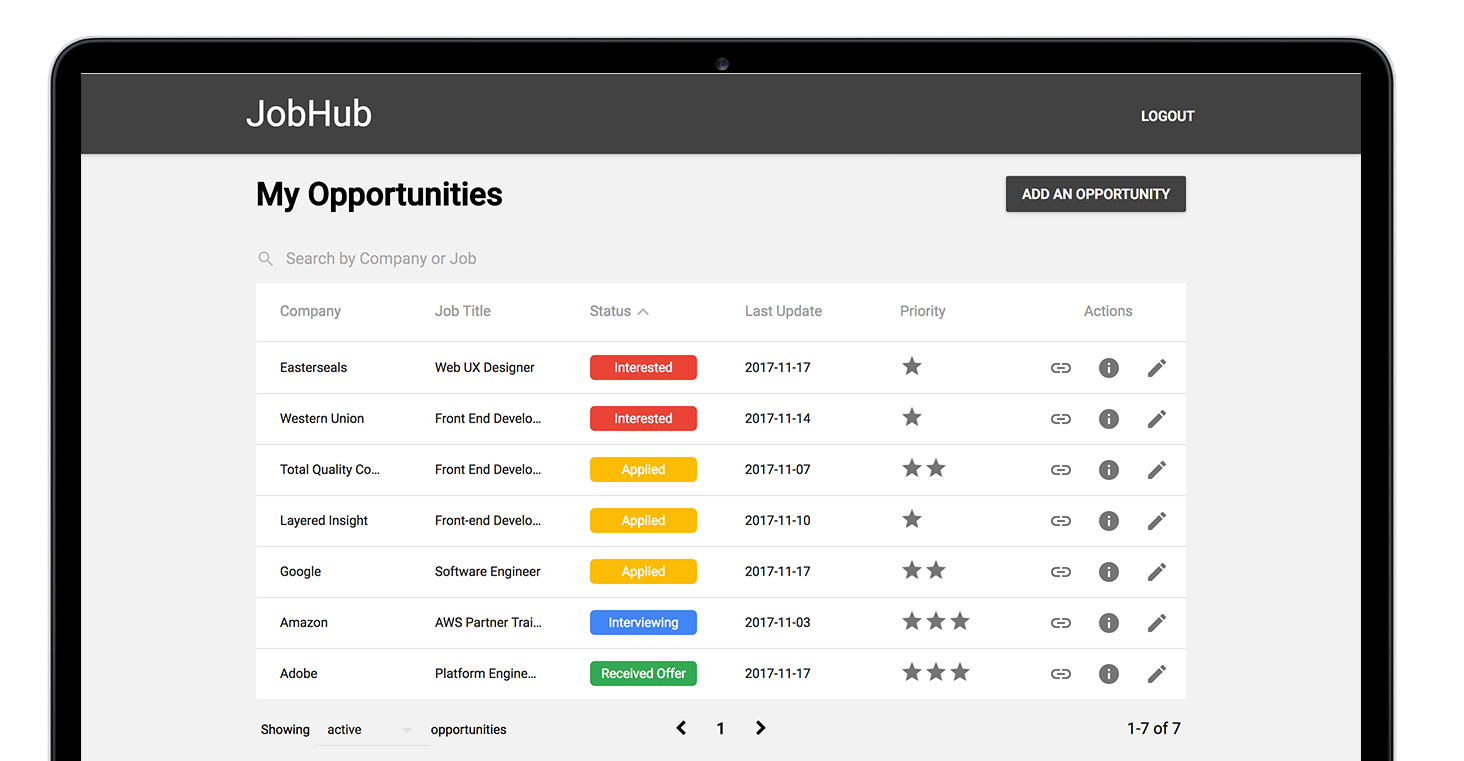 JobHub LOGOUT
My Opportunities ADD AN OPPORTUNITY
Search by Company or Job
Company Job Title Status Last Update Priority Actions
Easterseals Web UX Designer Interested 2017-11-17
Western Union Front End Develo... Interested 2017-11-14
Total Quality Co... Front End Develo... Applied 2017-11-07
Layered Insight Front-end Develo... Applied 2017-11-10
Google Software Engineer Applied 2017-11-17
Amazon AWS Partner Trai... Interviewing 2017-11-03
Adobe Platform Engine... Received Offer 2017-11-17
Showing active opportunities 1 1-7 of 7